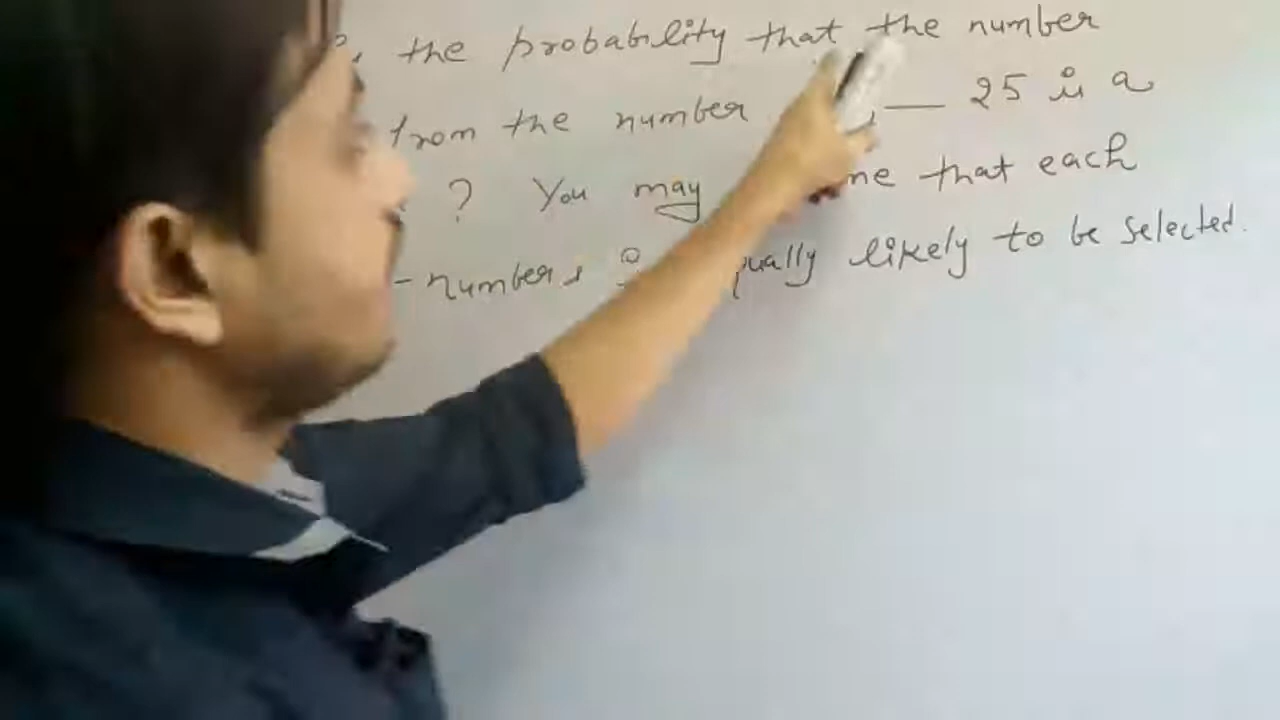 the probability that the number
from the number , — 25 is a
? You may me that each
numbers likely to be selected.